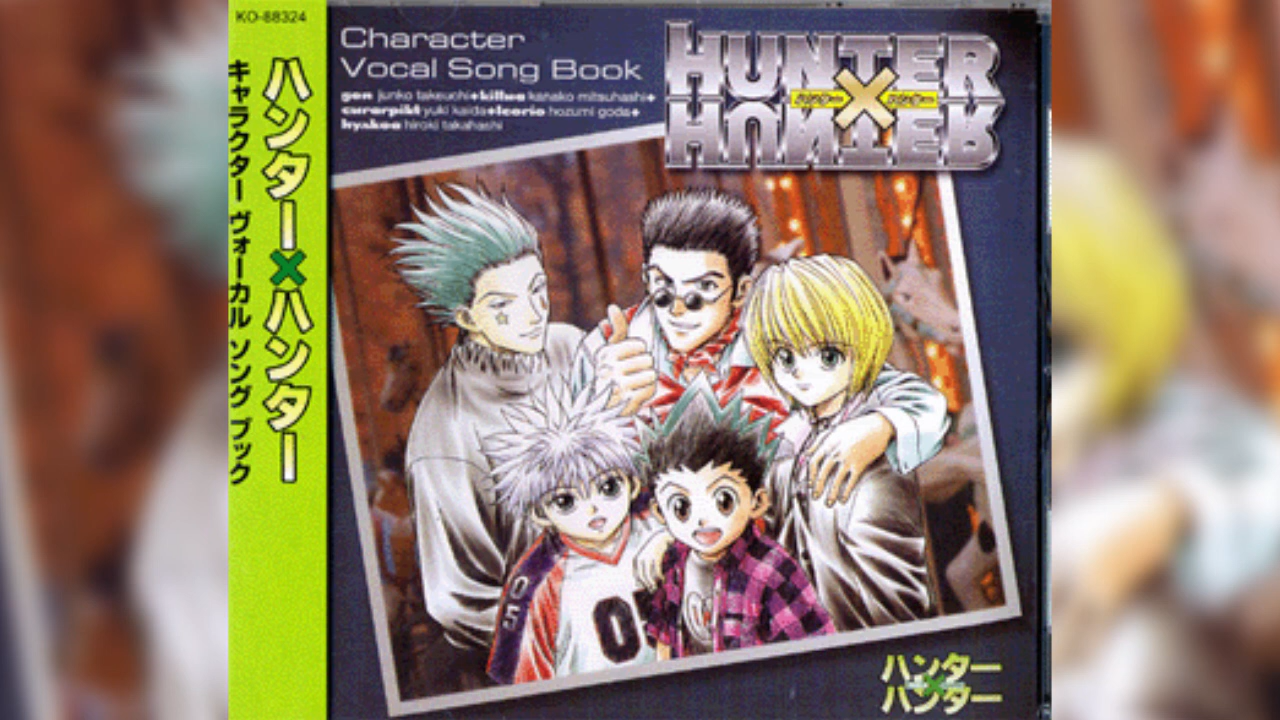 KO-88324
ハンター×ハンター
キャラクター ヴォーカル ソング ブック
Character
Vocal Song Book
gon junko takeuchi+killua kanako mitsuhashi+
curarpikt yuki kaida+leorio hozumi goda+
hyskoa hiroki takahashi
HUNTER
×
HUNTER
ハンター
×
ハンター